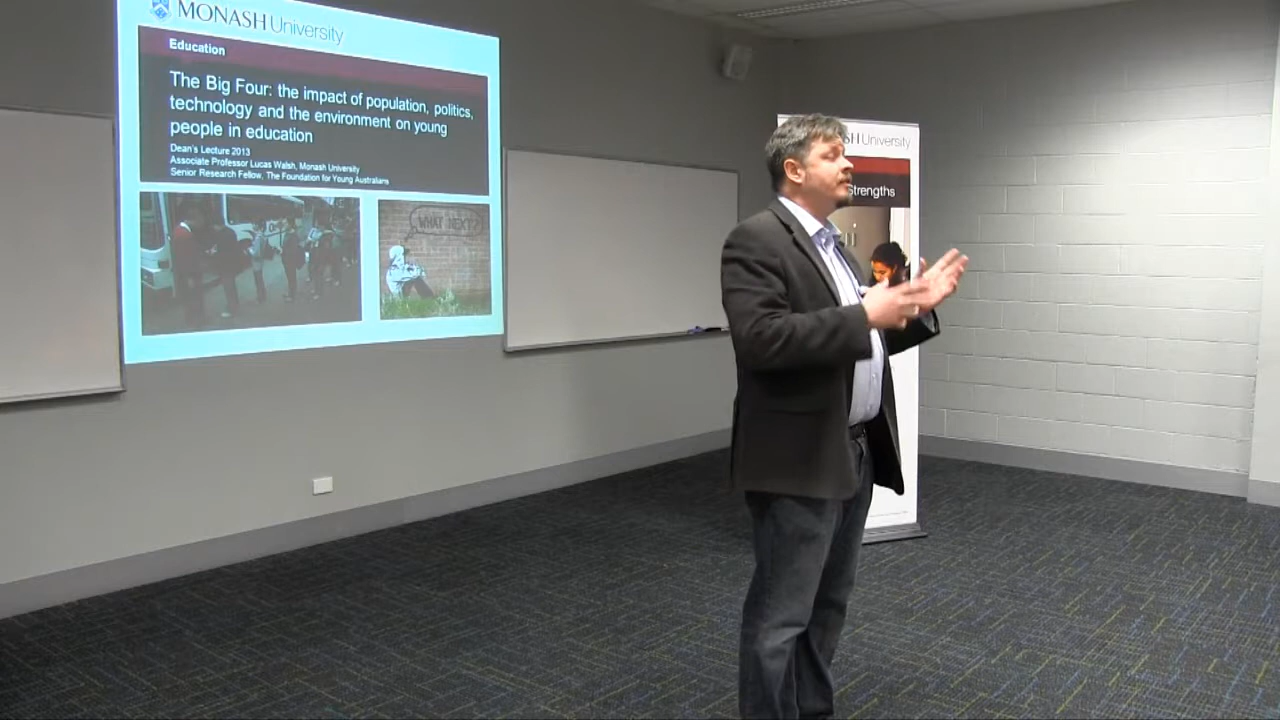 MONASH University
Education
The Big Four: the impact of population, politics,
technology and the environment on young
people in education
Dean's Lecture 2013
Associate Professor Lucas Walsh, Monash University
Senior Research Fellow, The Foundation for Young Australians
WHAT NEXT?
SH University
Strengths